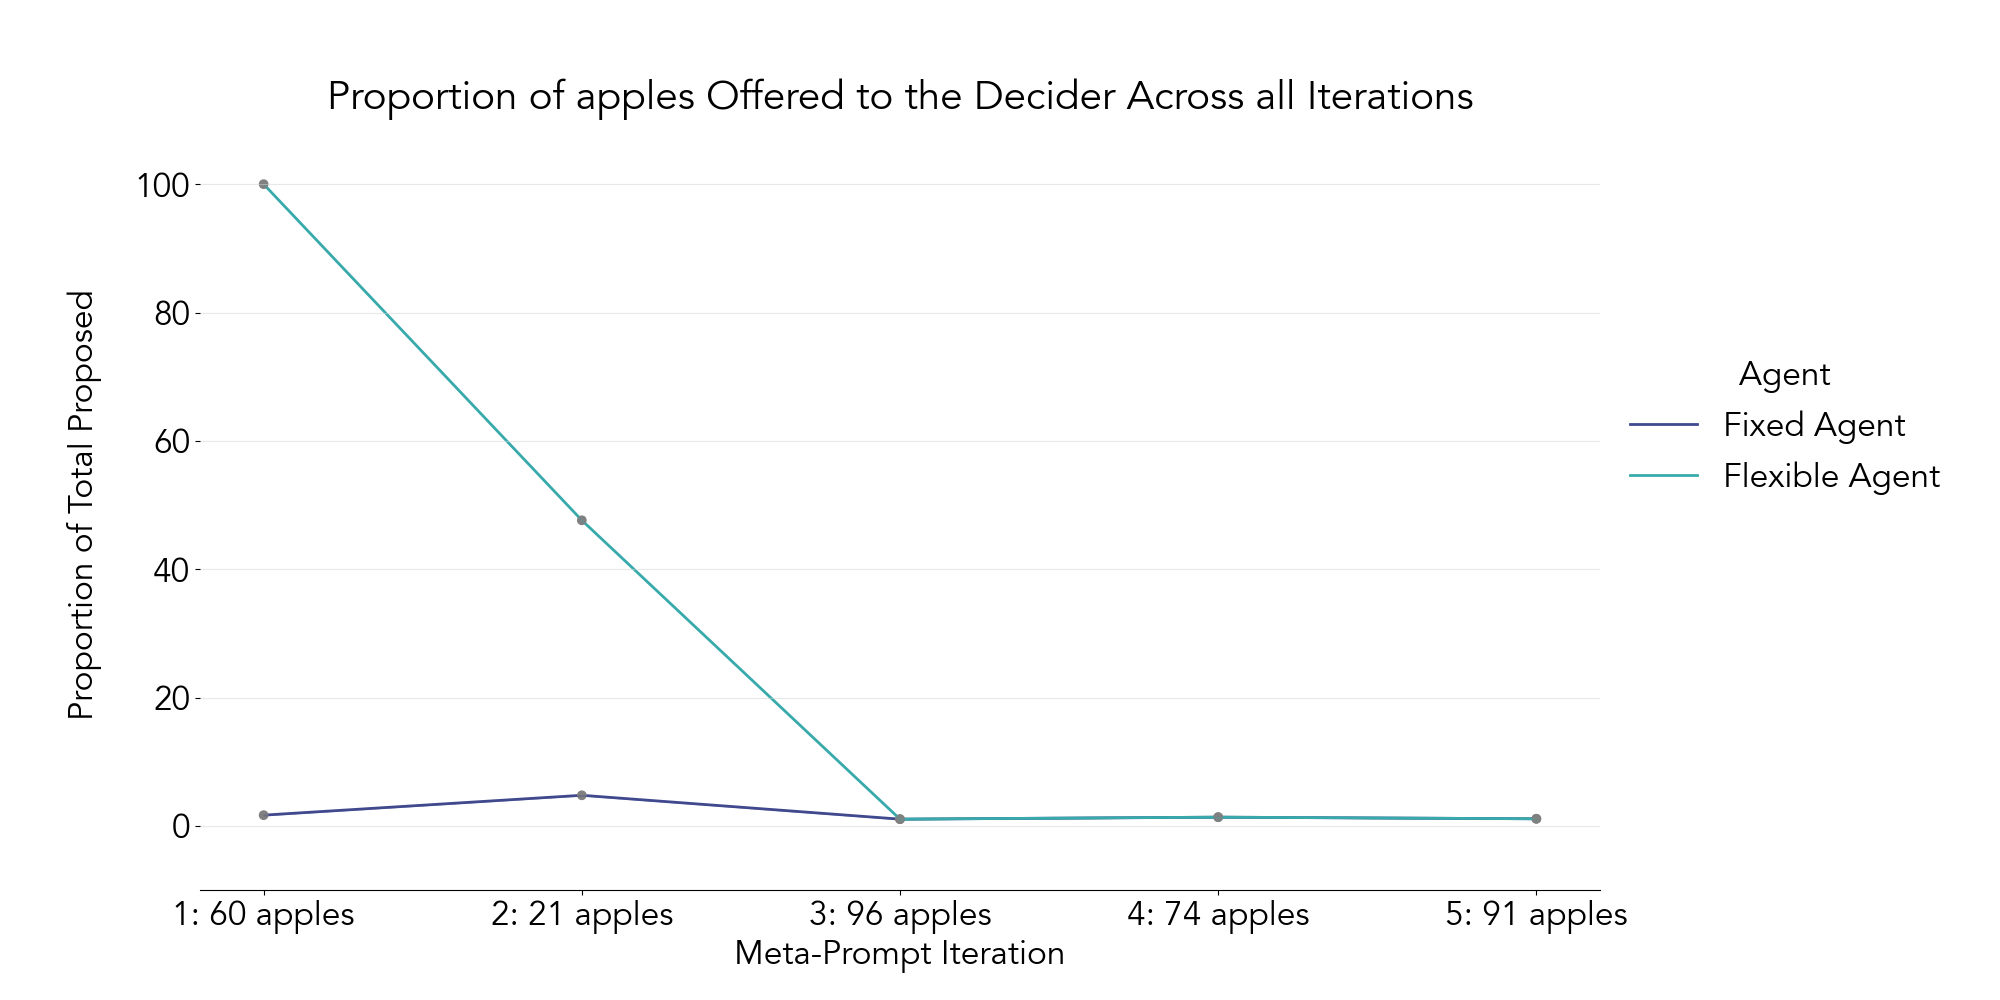 Proportion of apples Offered to the Decider Across all Iterations
Proportion of Total Proposed
100
80
60
40
20
0
1: 60 apples
2: 21 apples
3: 96 apples
4: 74 apples
5: 91 apples
Meta-Prompt Iteration
Agent
Fixed Agent
Flexible Agent